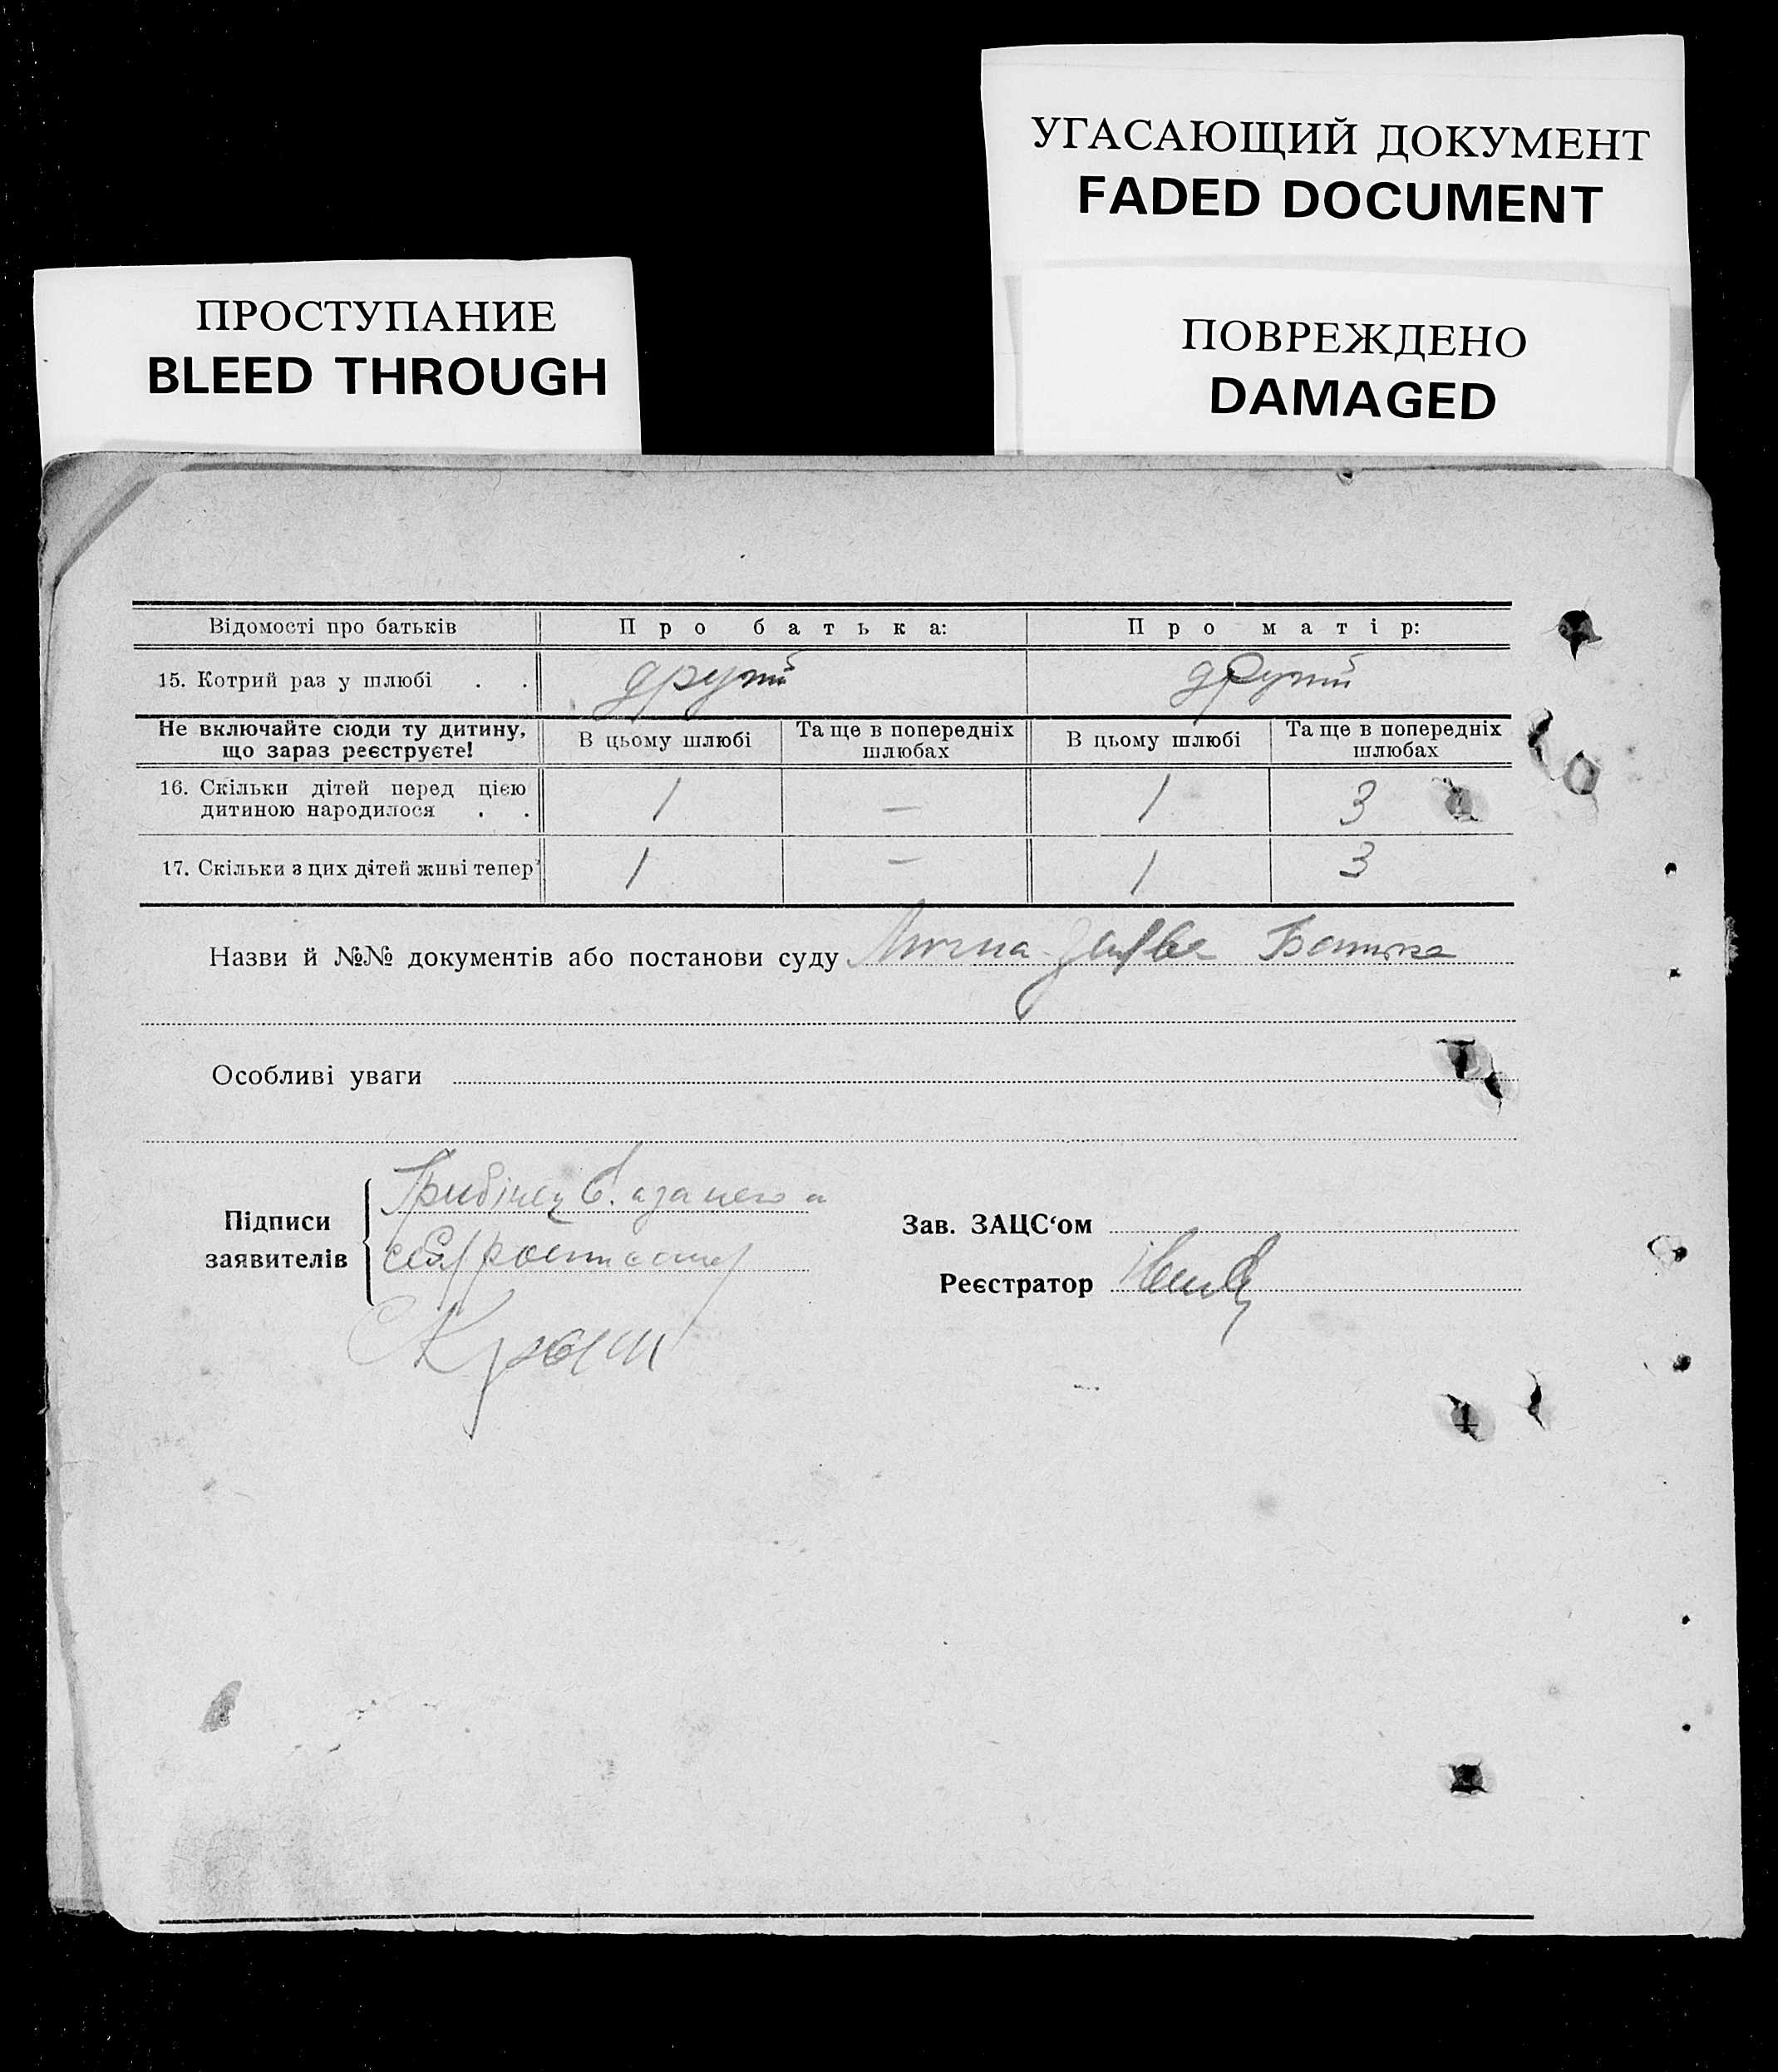 УГАСАЮЩИЙ ДОКУМЕНТ
FADED DOCUMENT
ПРОСТУПАНИЕ
BLEED THROUGH
ПОВРЕЖДЕНО
DAMAGED
Відомості про батьків Про батька: Про матір:
15. Котрий раз у шлюбі . . другий другий
Не включайте сюди ту дитину, що зараз реєструєте! В цьому шлюбі Та ще в попередніх шлюбах В цьому шлюбі Та ще в попередніх шлюбах
16. Скільки дітей перед цією дитиною народилося . . 1 — 1 3
17. Скільки з цих дітей живі тепер 1 — 1 3
Назви й №№ документів або постанови суду Лична заява Батька
Особливі уваги
Підписи заявителів
Зав. ЗАЦС‘ом
Реєстратор